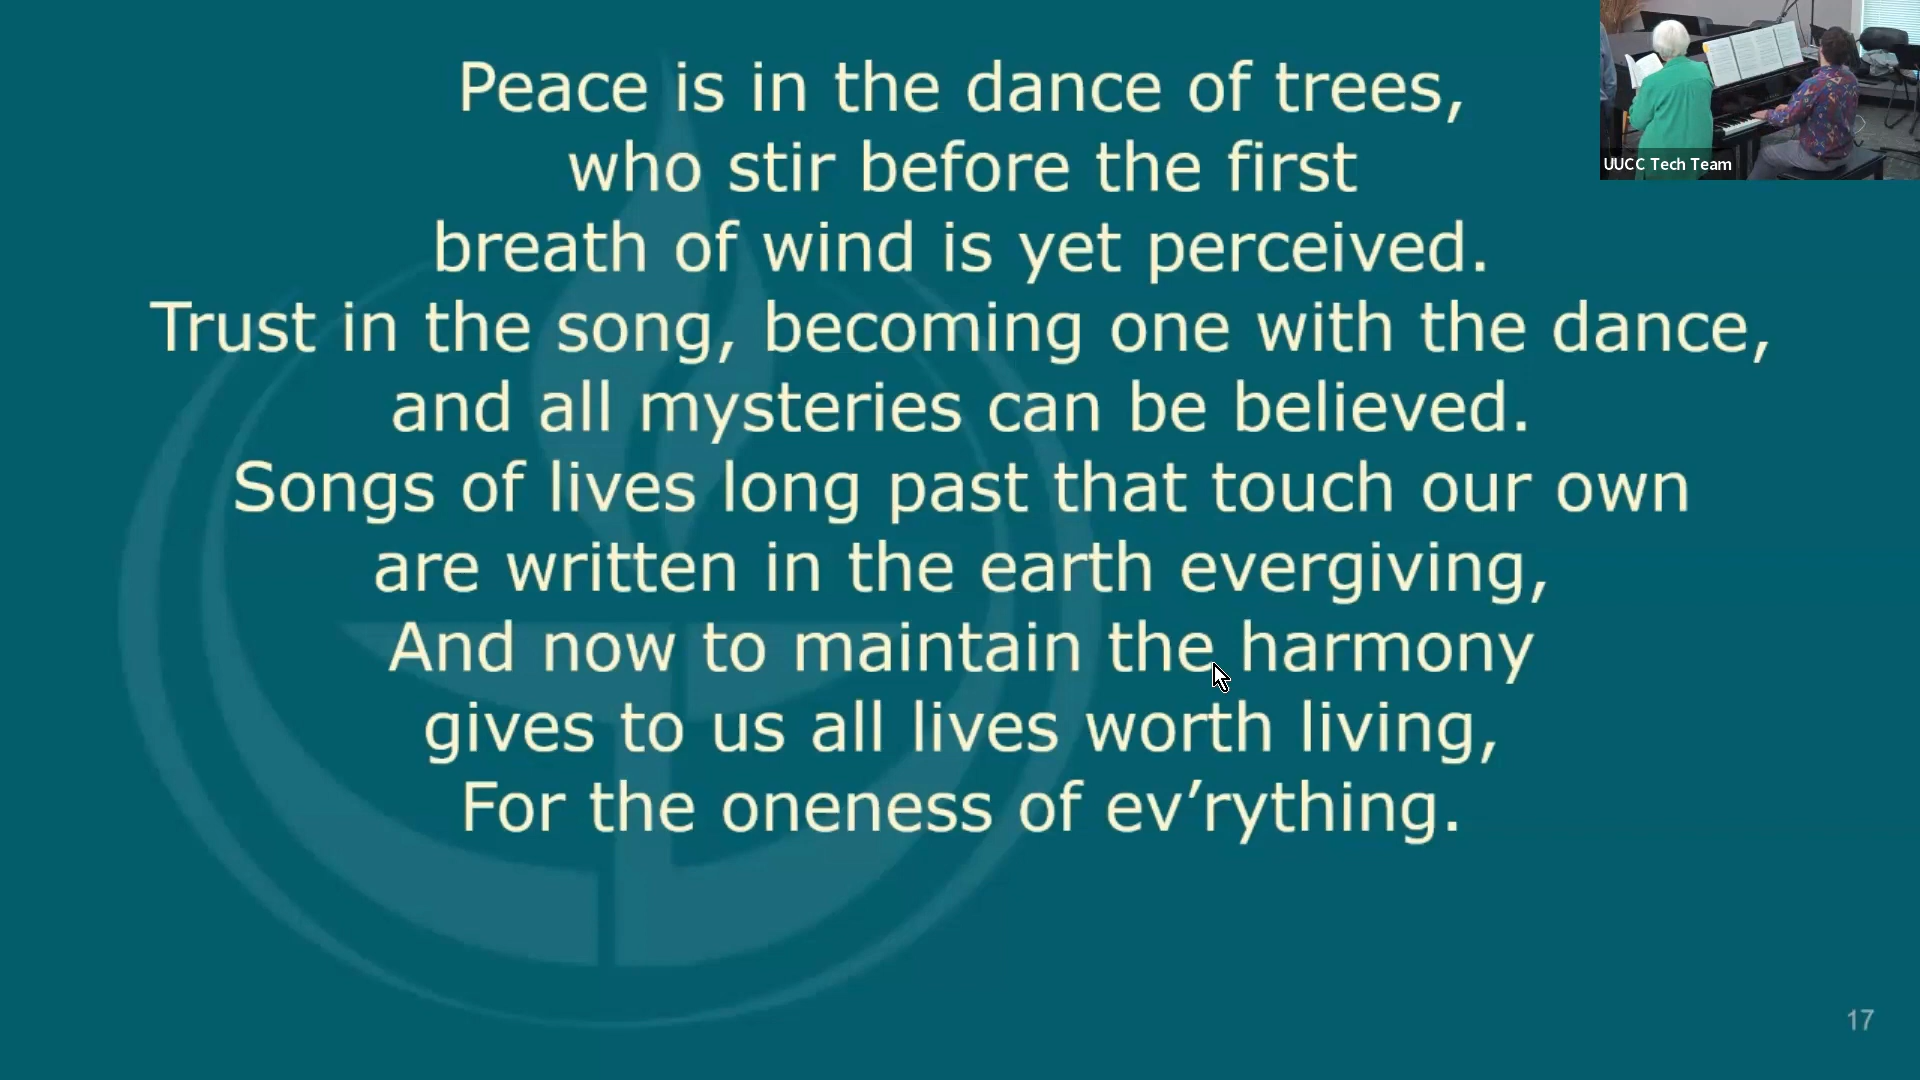 Peace is in the dance of trees,
who stir before the first
breath of wind is yet perceived.
Trust in the song, becoming one with the dance,
and all mysteries can be believed.
Songs of lives long past that touch our own
are written in the earth evergiving,
And now to maintain the harmony
gives to us all lives worth living,
For the oneness of ev’rything.
UUCC Tech Team
17